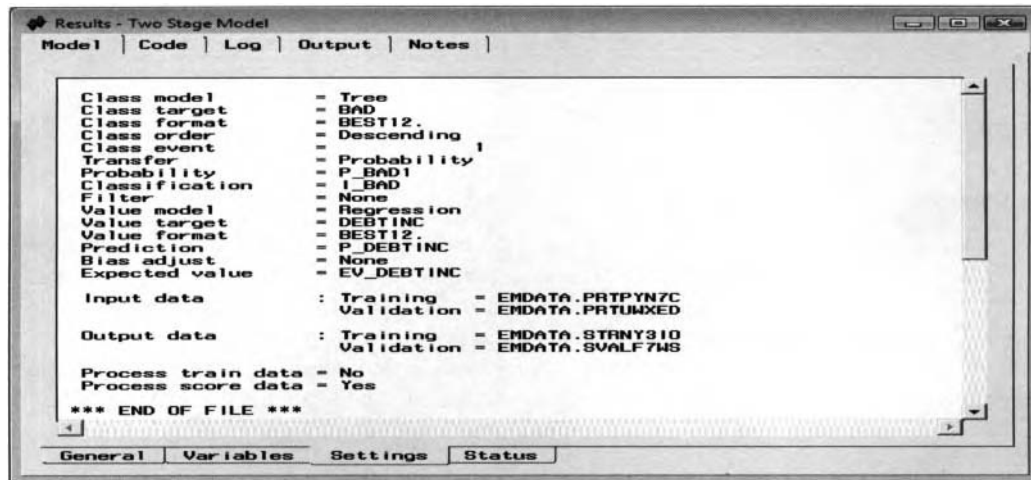 Results - Two Stage Model
Model Code Log Output Notes
Class model = Tree
Class target = BAD
Class format = BEST12.
Class order = Descending
Class event = 1
Transfer = Probability
Probability = P_BAD1
Classification = I_BAD
Filter = None
Value model = Regression
Value target = DEBTINC
Value format = BEST12.
Prediction = P_DEBTINC
Bias adjust = None
Expected value = EV_DEBTINC
Input data : Training = EMDATA.PRTPYN7C
Validation = EMDATA.PRTUWXED
Output data : Training = EMDATA.STRNY3IO
Validation = EMDATA.SVALF7WS
Process train data = No
Process score data = Yes
*** END OF FILE ***
General Variables Settings Status